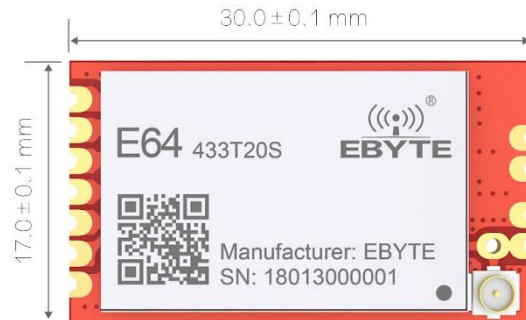 30.0 ± 0.1 mm
17.0 ± 0.1 mm
E64 433T20S
®
EBYTE
Manufacturer: EBYTE
SN: 18013000001